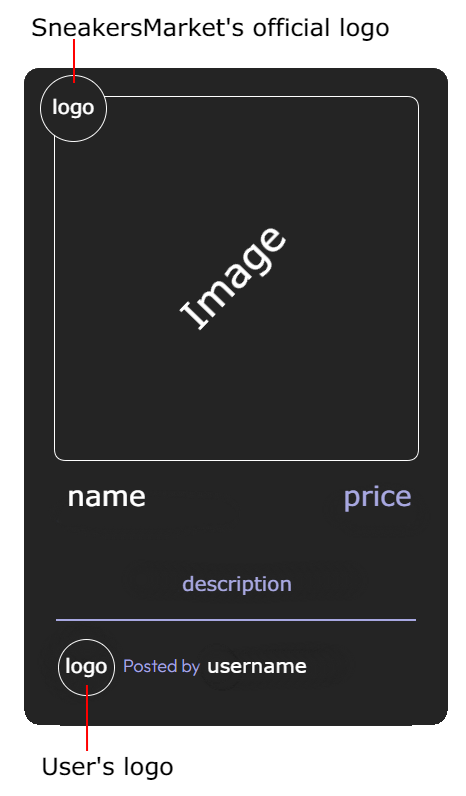 SneakersMarket's official logo
logo
Image
name price
description
logo Posted by username
User's logo